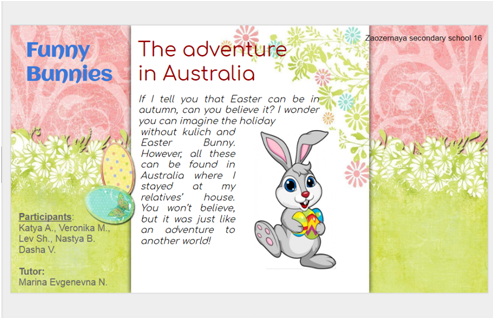 Zaozernaya secondary school 16
Funny
Bunnies
The adventure
in Australia
If I tell you that Easter can be in
autumn, can you believe it? I wonder
you can imagine the holiday
without kulich and
Easter Bunny.
However, all these
can be found in
Australia where I
stayed at my
relatives' house.
You won't believe,
but it was just like
an adventure to
another world!
Participants:
Katya A., Veronika M.,
Lev Sh., Nastya B.
Dasha V.
Tutor:
Marina Evgenevna N.